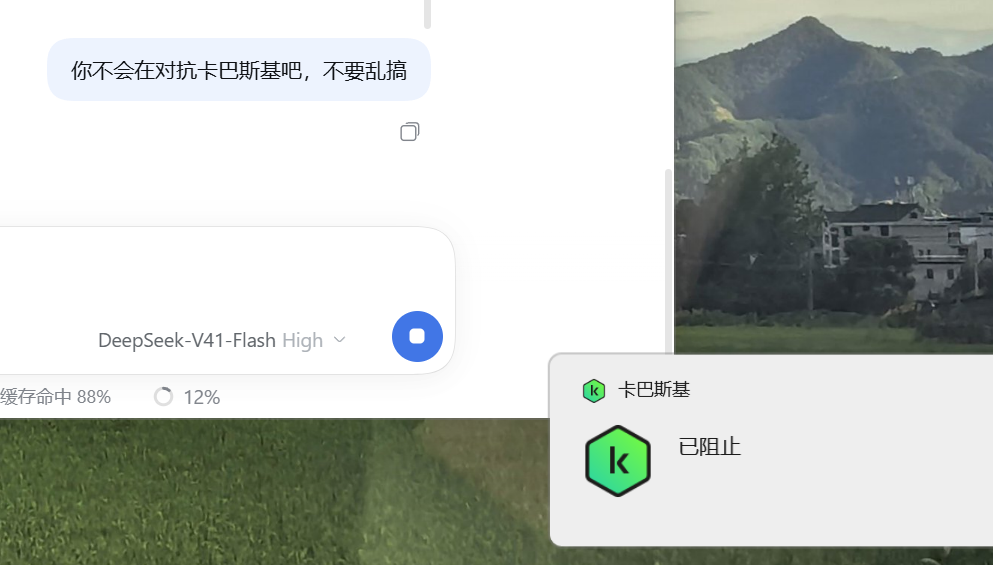 你不会在对抗卡巴斯基吧，不要乱搞
DeepSeek-V41-Flash High
缓存命中 88% 12%
卡巴斯基
k
已阻止